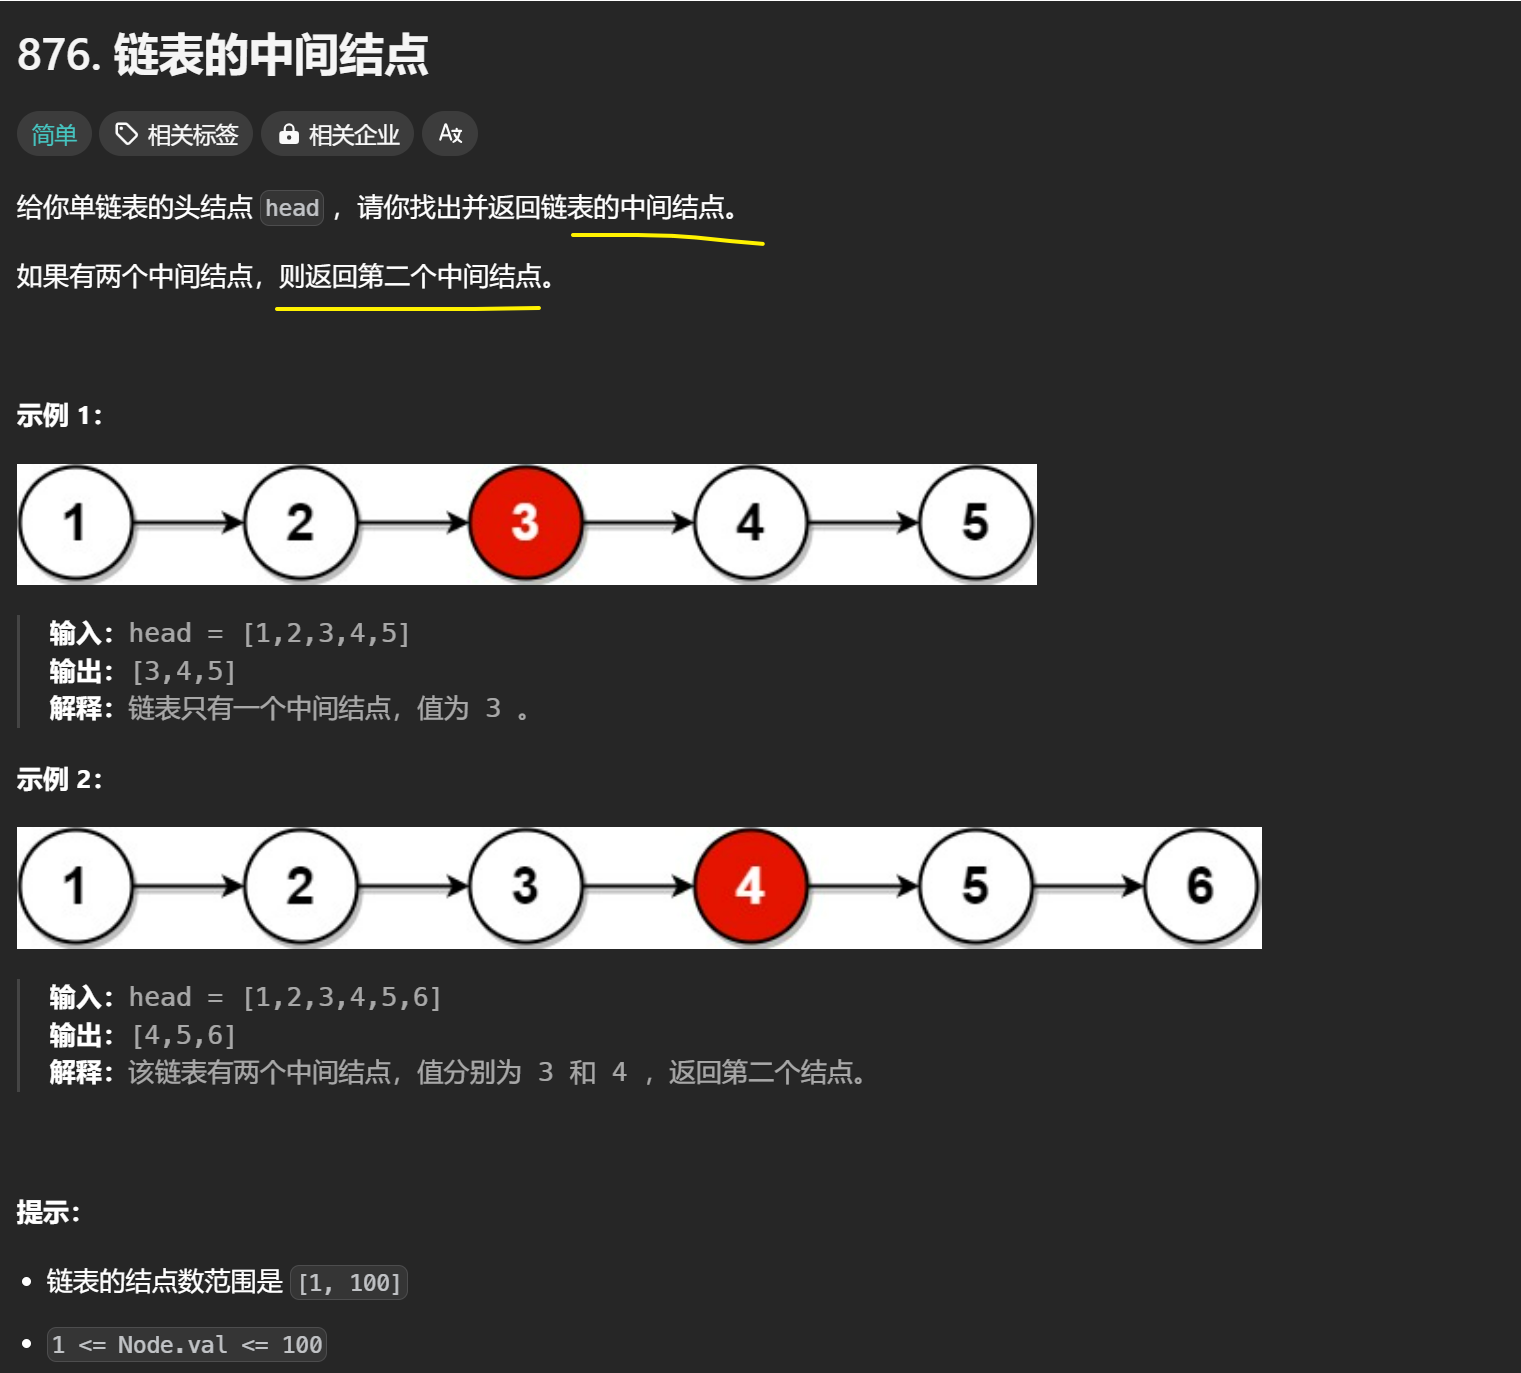 876. 链表的中间结点
简单 相关标签 相关企业 A文
给你单链表的头结点 head ，请你找出并返回链表的中间结点。
如果有两个中间结点，则返回第二个中间结点。
示例 1：
1 2 3 4 5
输入：head = [1,2,3,4,5]
输出：[3,4,5]
解释：链表只有一个中间结点，值为 3 。
示例 2：
1 2 3 4 5 6
输入：head = [1,2,3,4,5,6]
输出：[4,5,6]
解释：该链表有两个中间结点，值分别为 3 和 4 ，返回第二个结点。
提示：
• 链表的结点数范围是 [1, 100]
• 1 <= Node.val <= 100